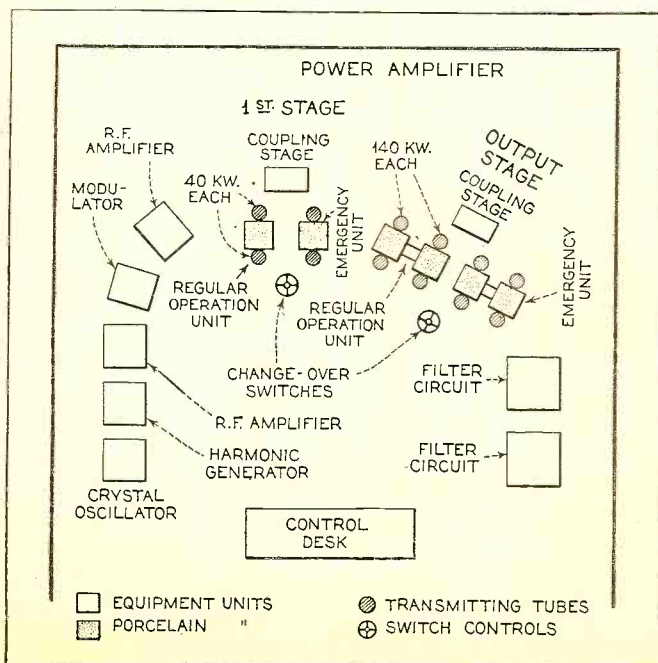 POWER AMPLIFIER
1ST. STAGE
R.F.
AMPLIFIER
COUPLING
STAGE
140 KW.
EACH
OUTPUT
STAGE
COUPLING
STAGE
MODU-
LATOR
40 KW.
EACH
EMERGENCY
UNIT
REGULAR
OPERATION
UNIT
REGULAR
OPERATION
UNIT
EMERGENCY
UNIT
CHANGE-OVER
SWITCHES
FILTER
CIRCUIT
R.F. AMPLIFIER
HARMONIC
GENERATOR
FILTER
CIRCUIT
CRYSTAL
OSCILLATOR
CONTROL
DESK
EQUIPMENT UNITS
TRANSMITTING TUBES
PORCELAIN "
SWITCH CONTROLS